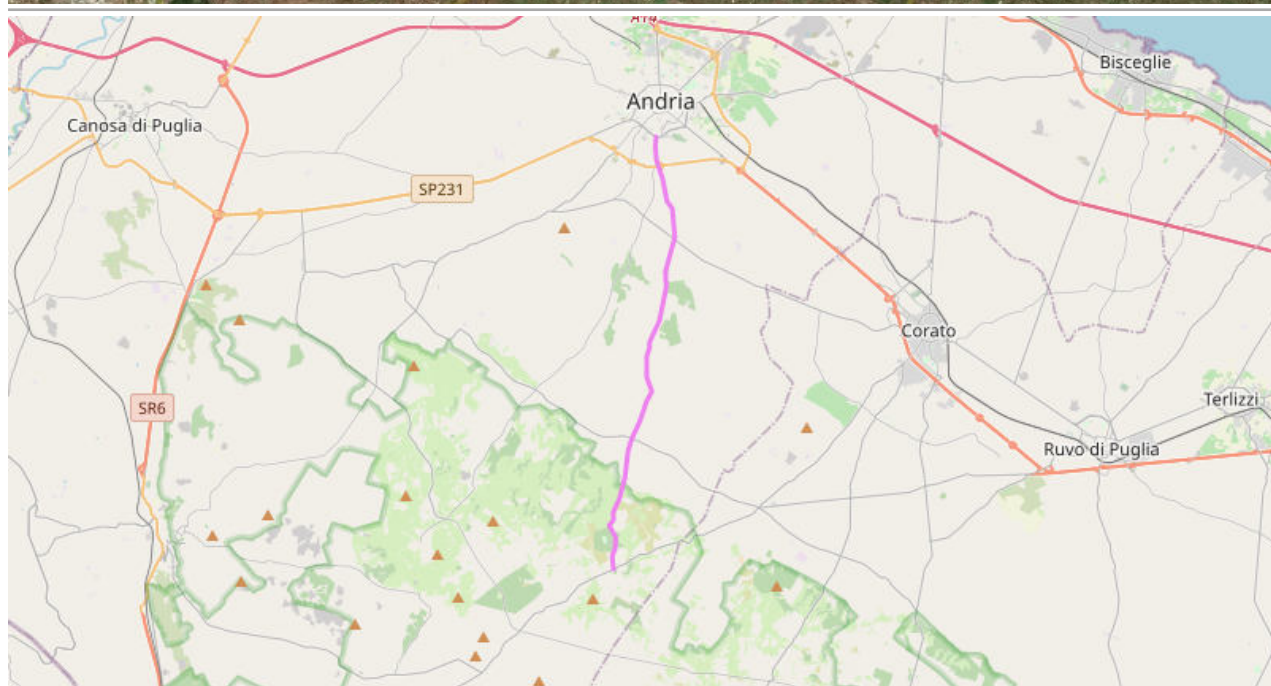 A14
Bisceglie
Andria
Canosa di Puglia
SP231
Corato
SR6
Terlizzi
Ruvo di Puglia